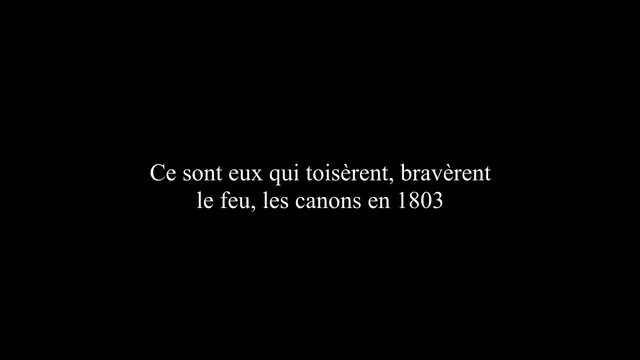 Ce sont eux qui toisèrent, bravèrent
le feu, les canons en 1803